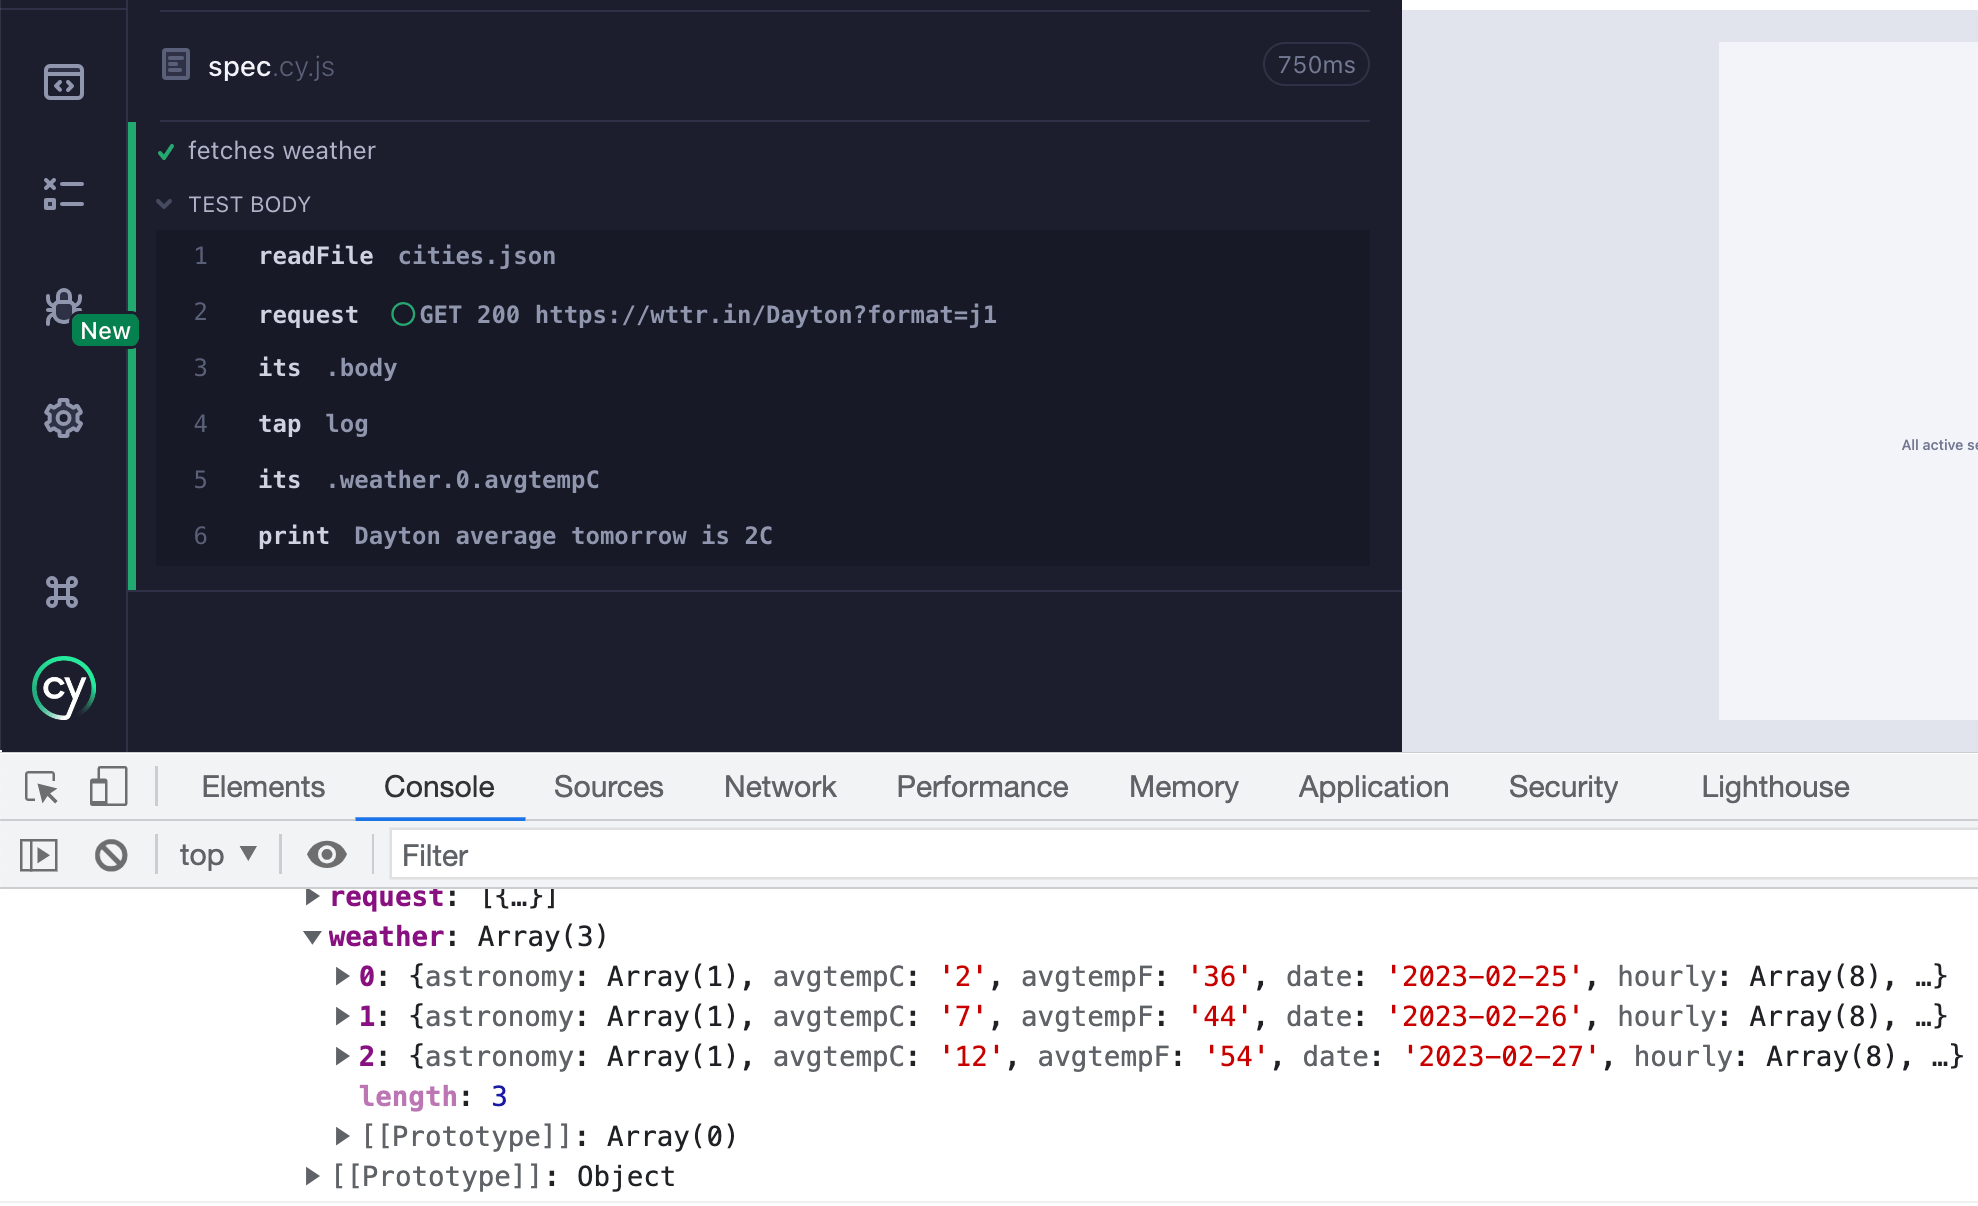 spec.cy.js 750ms
fetches weather
TEST BODY
1 readFile cities.json
2 request GET 200 https://wttr.in/Dayton?format=j1
New
3 its .body
4 tap log
5 its .weather.0.avgtempC
6 print Dayton average tomorrow is 2C
cy
All active se
Elements Console Sources Network Performance Memory Application Security Lighthouse
top Filter
request: [{…}]
weather: Array(3)
0: {astronomy: Array(1), avgtempC: '2', avgtempF: '36', date: '2023-02-25', hourly: Array(8), …}
1: {astronomy: Array(1), avgtempC: '7', avgtempF: '44', date: '2023-02-26', hourly: Array(8), …}
2: {astronomy: Array(1), avgtempC: '12', avgtempF: '54', date: '2023-02-27', hourly: Array(8), …}
length: 3
[[Prototype]]: Array(0)
[[Prototype]]: Object